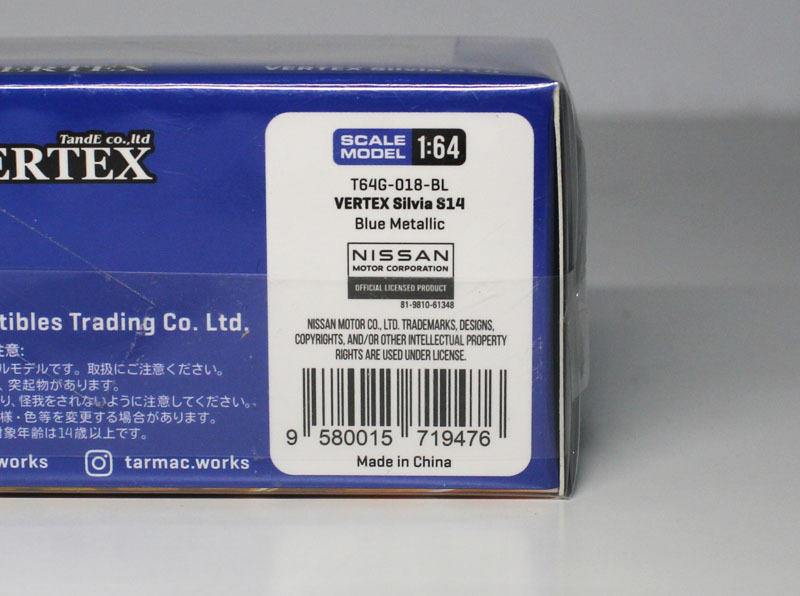 VERTEX Silvia S14
TandE co.,ltd
ERTEX
SCALE MODEL 1:64
T64G-018-BL
VERTEX Silvia S14
Blue Metallic
NISSAN
MOTOR CORPORATION
OFFICIAL LICENSED PRODUCT
81-9810-61348
NISSAN MOTOR CO., LTD. TRADEMARKS, DESIGNS,
COPYRIGHTS, AND/OR OTHER INTELLECTUAL PROPERTY
RIGHTS ARE USED UNDER LICENSE.
9 580015 719476
Made in China
tibles Trading Co. Ltd.
注意:
ルモデルです。取扱にご注意ください。
、突起物があります。
り、怪我をされないように注意してください。
様・色等を変更する場合があります。
対象年齢は14歳以上です。
works
tarmac.works